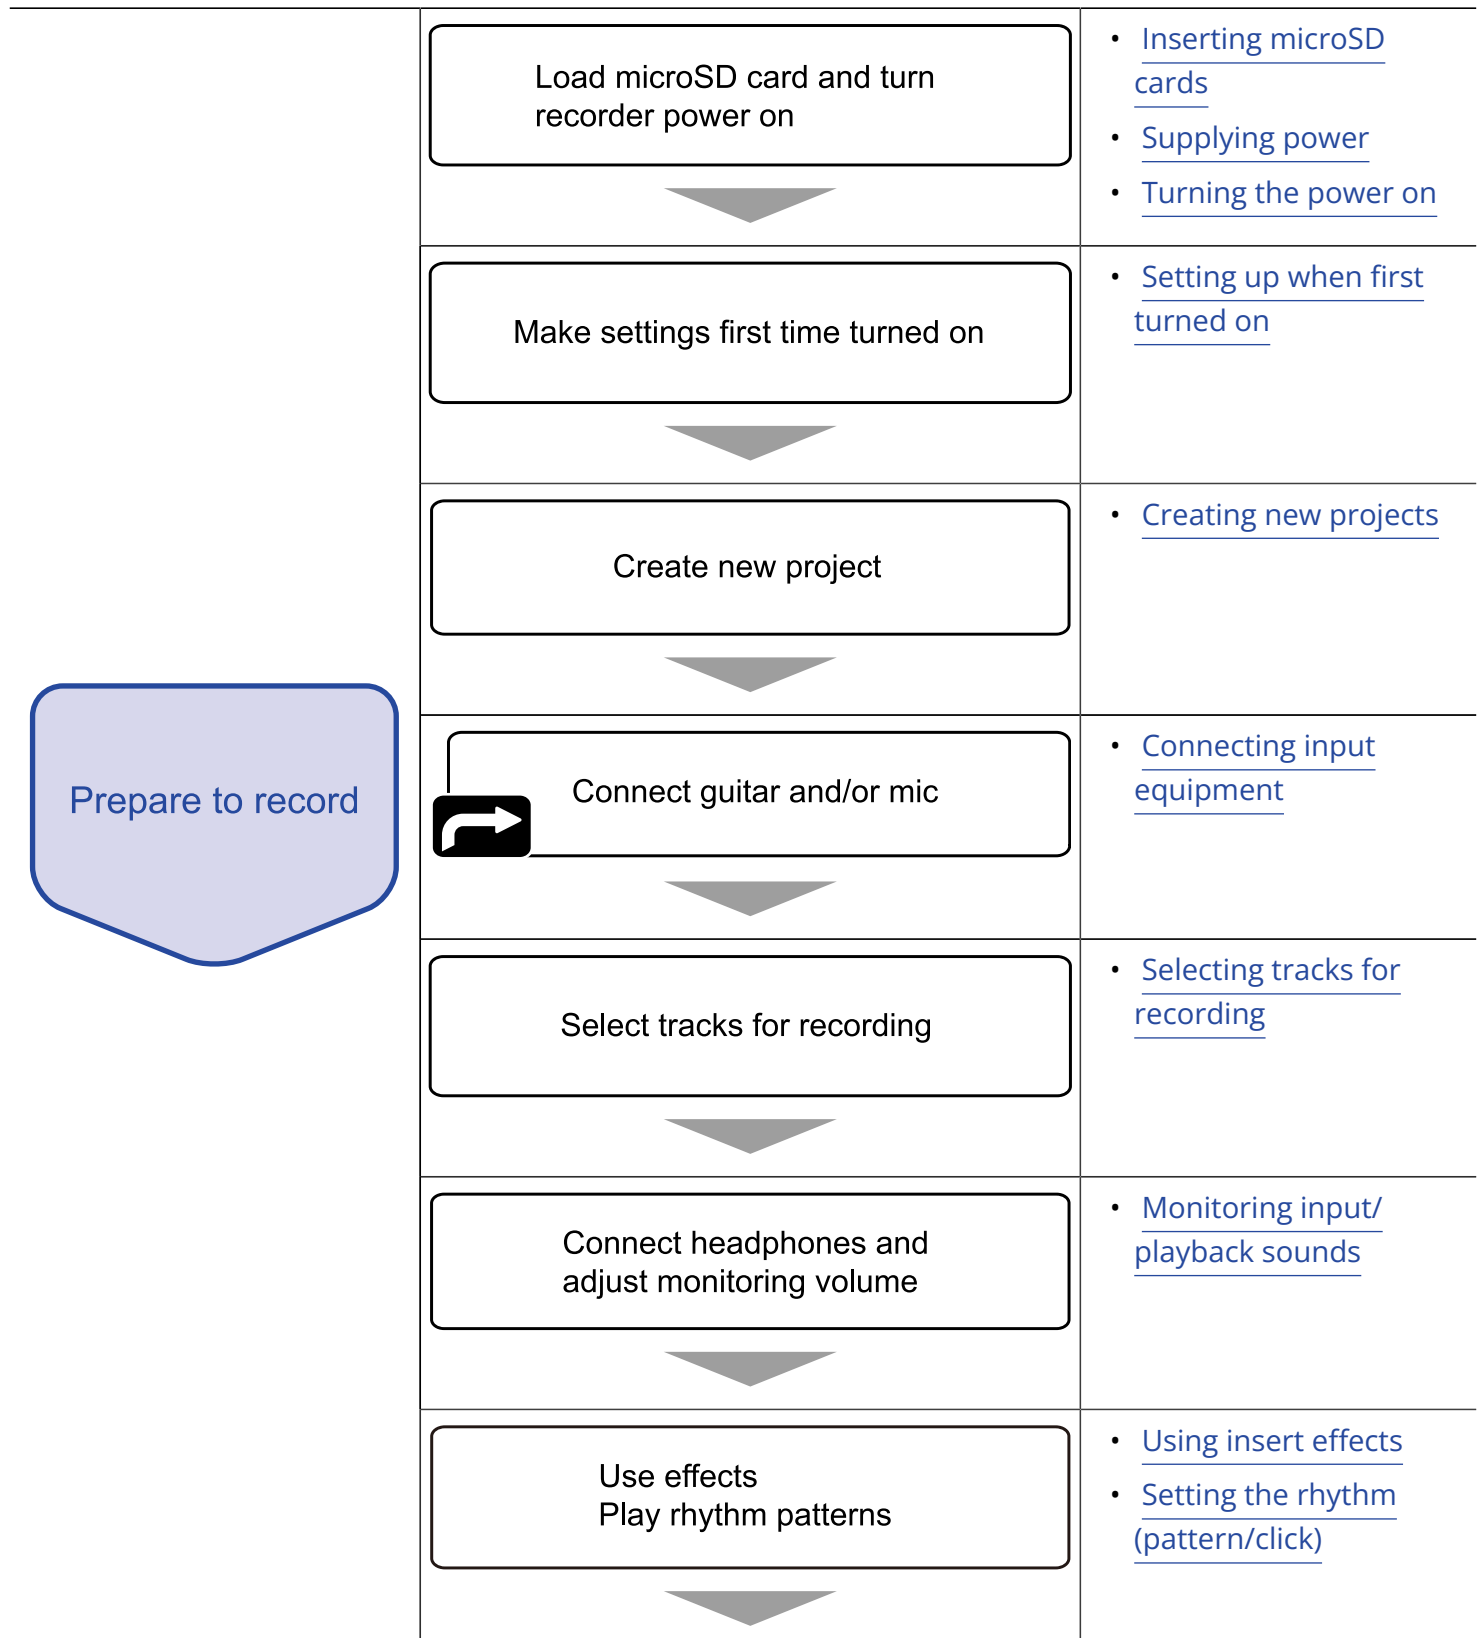 Prepare to record
Load microSD card and turn
recorder power on
• Inserting microSD
cards
• Supplying power
• Turning the power on
Make settings first time turned on
• Setting up when first
turned on
Create new project
• Creating new projects
Connect guitar and/or mic
• Connecting input
equipment
Select tracks for recording
• Selecting tracks for
recording
Connect headphones and
adjust monitoring volume
• Monitoring input/
playback sounds
Use effects
Play rhythm patterns
• Using insert effects
• Setting the rhythm
(pattern/click)